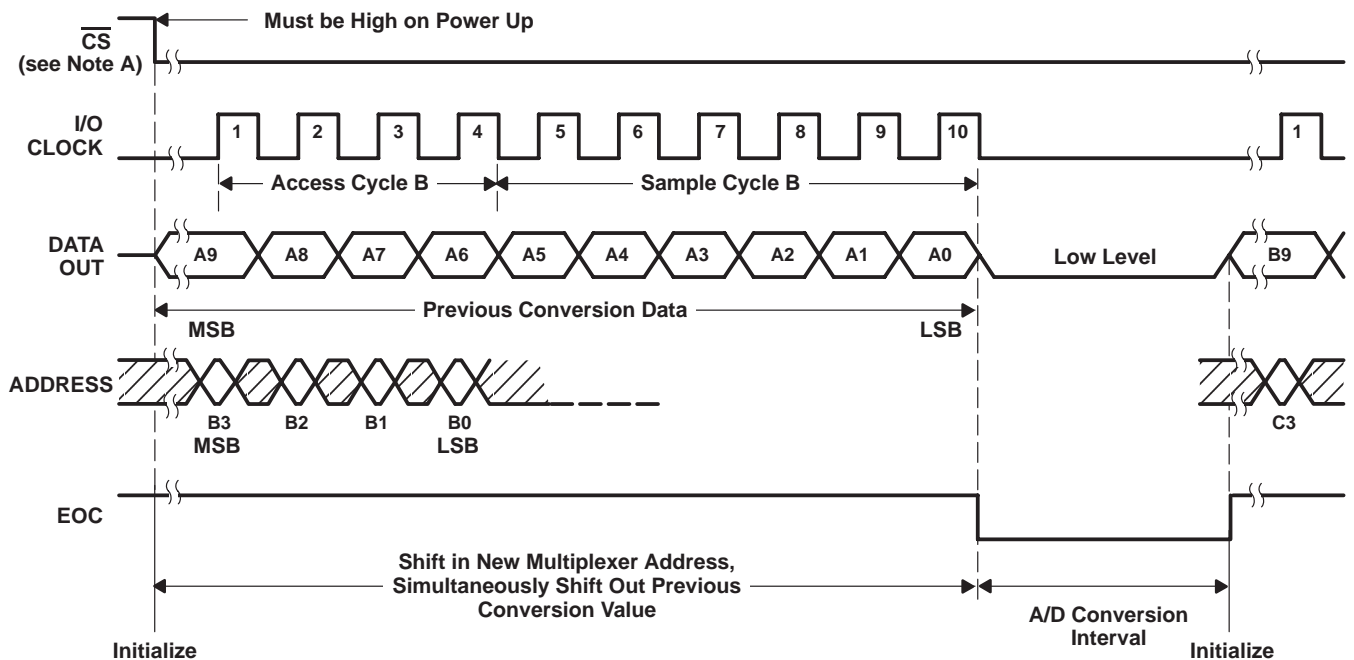 Must be High on Power Up
CS
(see Note A)
I/O
CLOCK
1 2 3 4 5 6 7 8 9 10 1
Access Cycle B
Sample Cycle B
DATA
OUT
A9 A8 A7 A6 A5 A4 A3 A2 A1 A0 Low Level B9
Previous Conversion Data
MSB LSB
ADDRESS
B3 B2 B1 B0 C3
MSB LSB
EOC
Shift in New Multiplexer Address,
Simultaneously Shift Out Previous
Conversion Value
A/D Conversion
Interval
Initialize Initialize